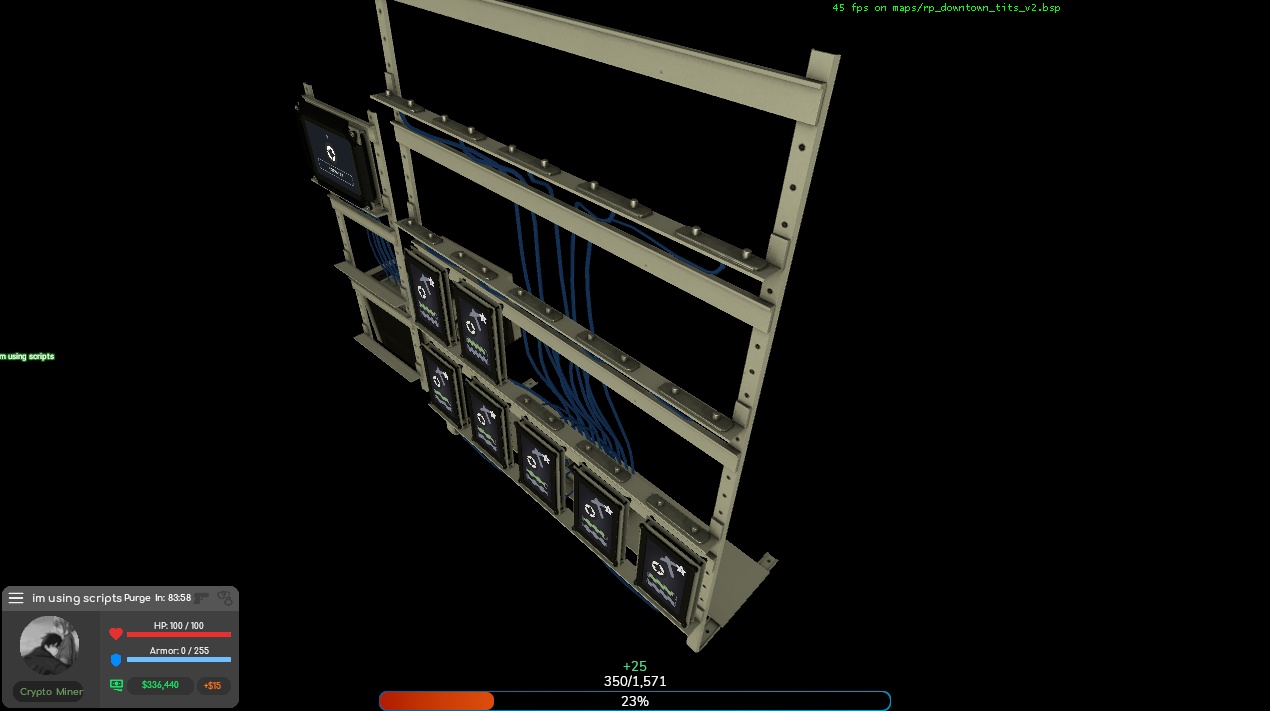 45 fps on maps/rp_downtown_tits_v2.bsp
m using scripts
im using scripts Purge In: 83:58
HP: 100 / 100
Armor: 0 / 255
Crypto Miner
$336,440
+$15
+25
350/1,571
23%